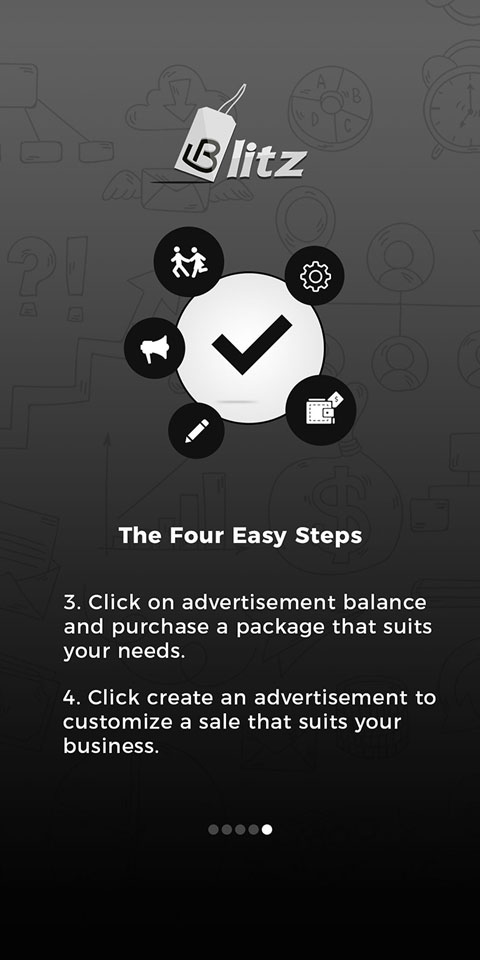 Blitz
A
B
C
D
?!
$
$
The Four Easy Steps
3. Click on advertisement balance
and purchase a package that suits
your needs.
4. Click create an advertisement to
customize a sale that suits your
business.